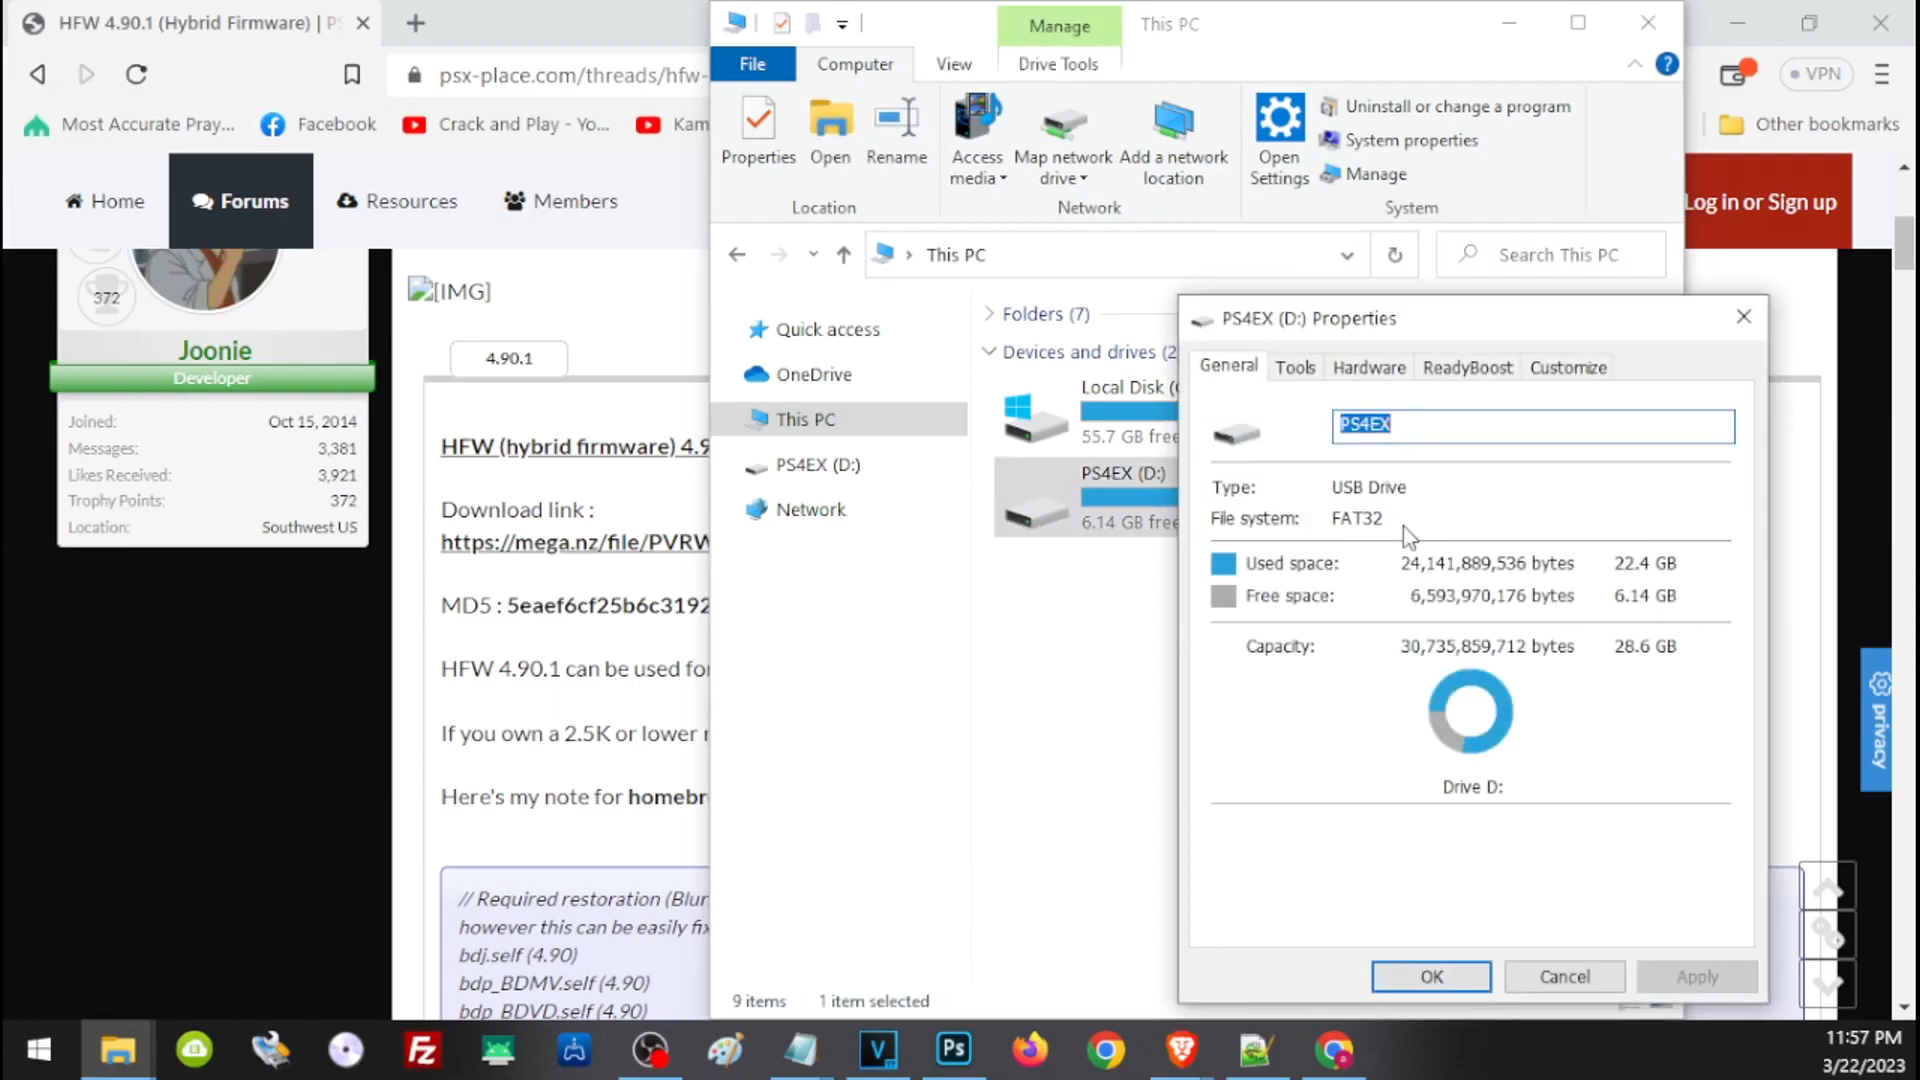 HFW 4.90.1 (Hybrid Firmware) | PS
psx-place.com/threads/hfw-
VPN
Most Accurate Pray...
Facebook
Crack and Play - Yo...
Kam
Other bookmarks
Home
Forums
Resources
Members
Log in or Sign up
372
Joonie
Developer
Joined: Oct 15, 2014
Messages: 3,381
Likes Received: 3,921
Trophy Points: 372
Location: Southwest US
[IMG]
4.90.1
HFW (hybrid firmware) 4.9
Download link :
https://mega.nz/file/PVRW
MD5 : 5eaef6cf25b6c3192
HFW 4.90.1 can be used for
If you own a 2.5K or lower
Here's my note for homebr
// Required restoration (Blur
however this can be easily fix
bdj.self (4.90)
bdp_BDMV.self (4.90)
bdp_BDVD.self (4.90)
privacy
Manage
This PC
File
Computer
View
Drive Tools
Properties
Open
Rename
Access media
Map network drive
Add a network location
Open Settings
Uninstall or change a program
System properties
Manage
Location
Network
System
This PC
Search This PC
Quick access
OneDrive
This PC
PS4EX (D:)
Network
Folders (7)
Devices and drives (2
Local Disk (
55.7 GB free
PS4EX (D:)
6.14 GB free
9 items
1 item selected
PS4EX (D:) Properties
General
Tools
Hardware
ReadyBoost
Customize
PS4EX
Type: USB Drive
File system: FAT32
Used space: 24,141,889,536 bytes 22.4 GB
Free space: 6,593,970,176 bytes 6.14 GB
Capacity: 30,735,859,712 bytes 28.6 GB
Drive D:
OK
Cancel
Apply
Fz
V
Ps
11:57 PM
3/22/2023